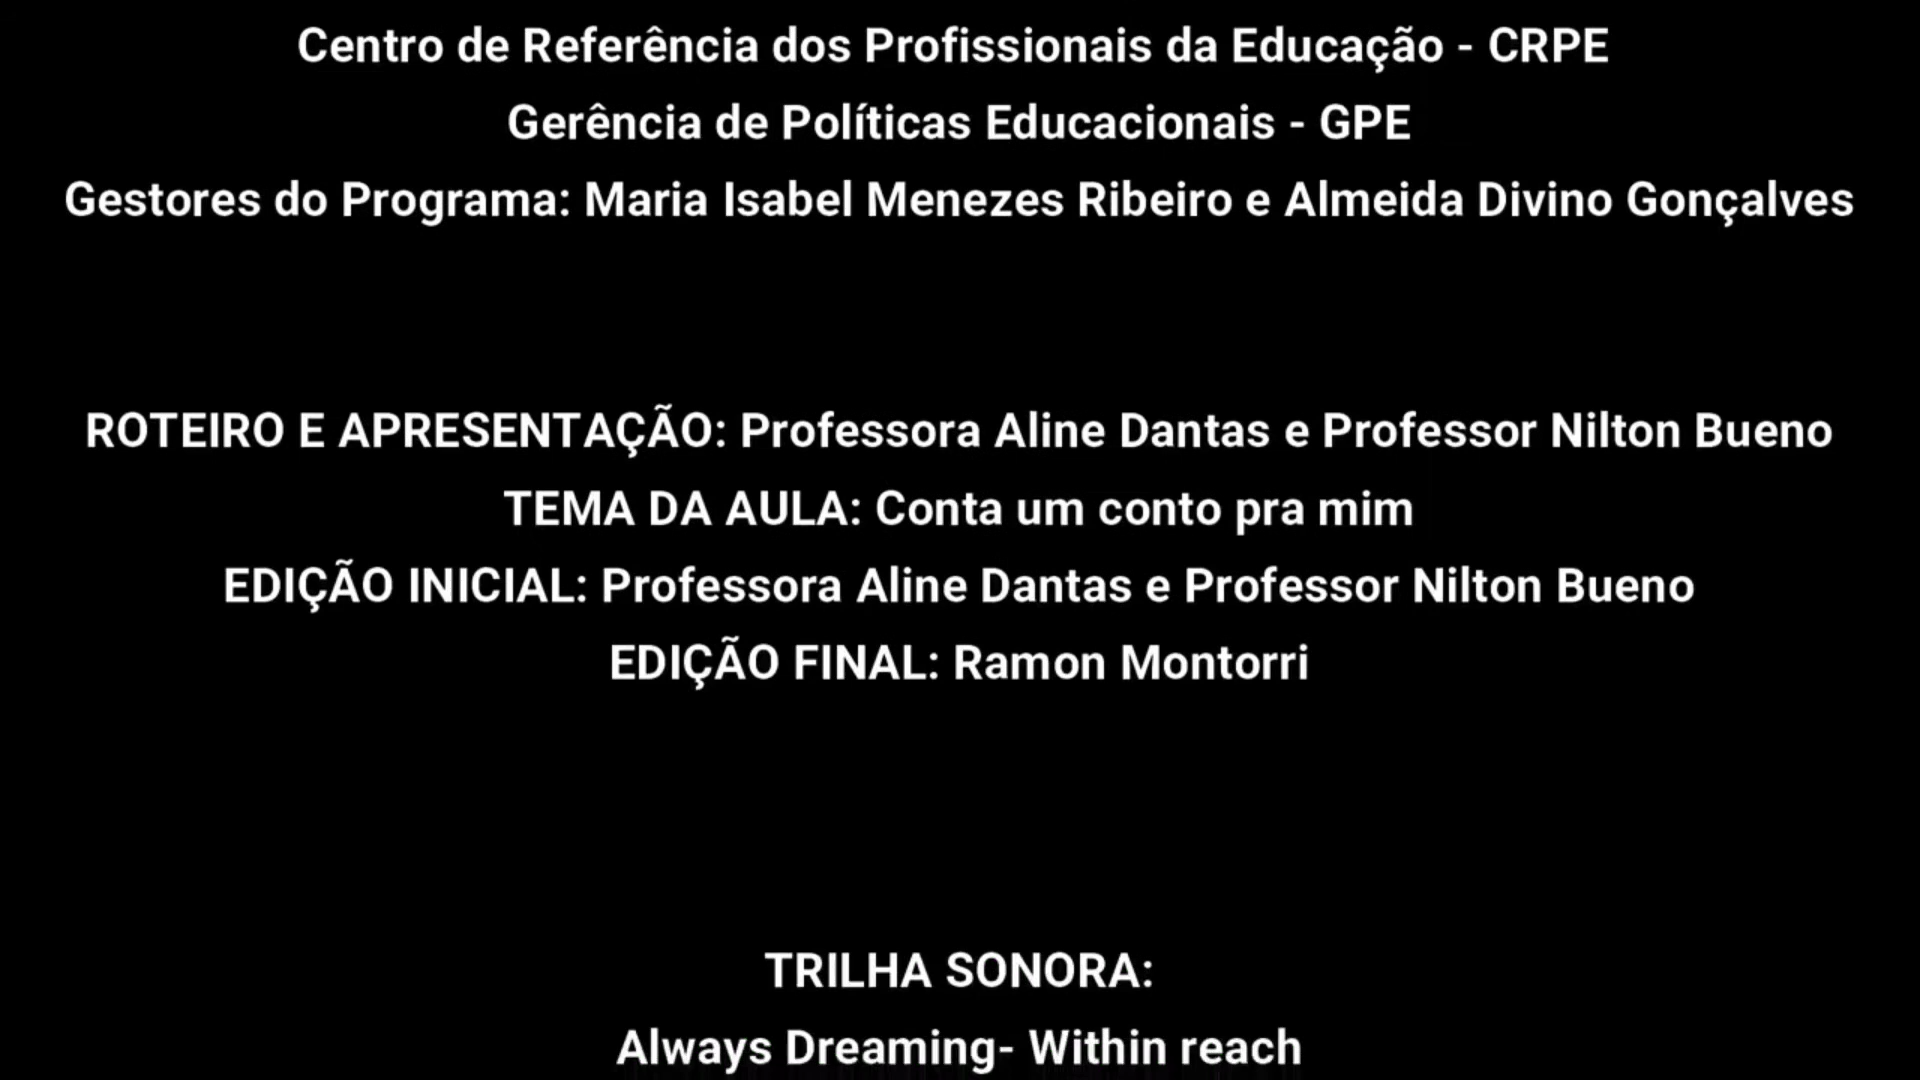 Centro de Referência dos Profissionais da Educação - CRPE
Gerência de Políticas Educacionais - GPE
Gestores do Programa: Maria Isabel Menezes Ribeiro e Almeida Divino Gonçalves
ROTEIRO E APRESENTAÇÃO: Professora Aline Dantas e Professor Nilton Bueno
TEMA DA AULA: Conta um conto pra mim
EDIÇÃO INICIAL: Professora Aline Dantas e Professor Nilton Bueno
EDIÇÃO FINAL: Ramon Montorri
TRILHA SONORA:
Always Dreaming- Within reach